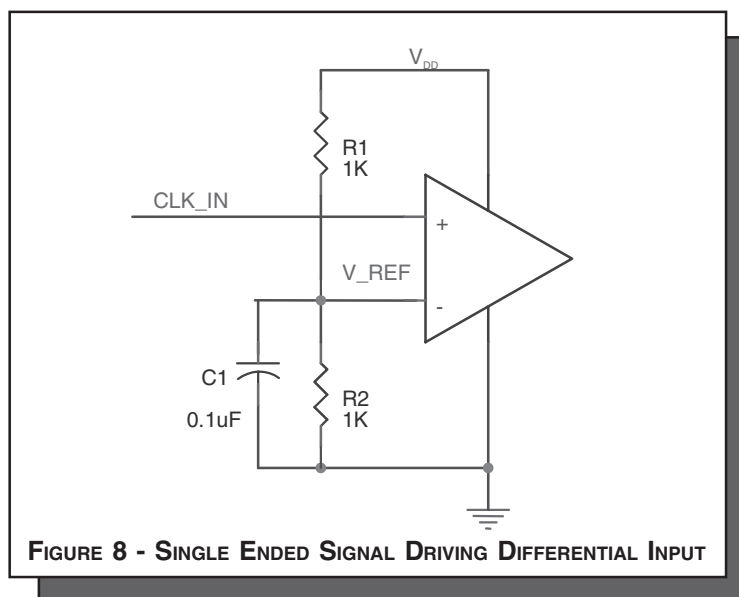 V_DD
R1
1K
CLK_IN
+
V_REF
-
C1
0.1uF
R2
1K
FIGURE 8 - SINGLE ENDED SIGNAL DRIVING DIFFERENTIAL INPUT